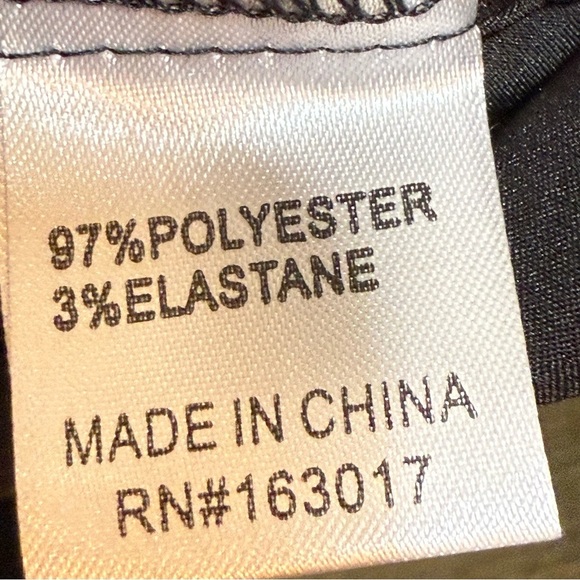 97%POLYESTER
3%ELASTANE
MADE IN CHINA
RN#163017